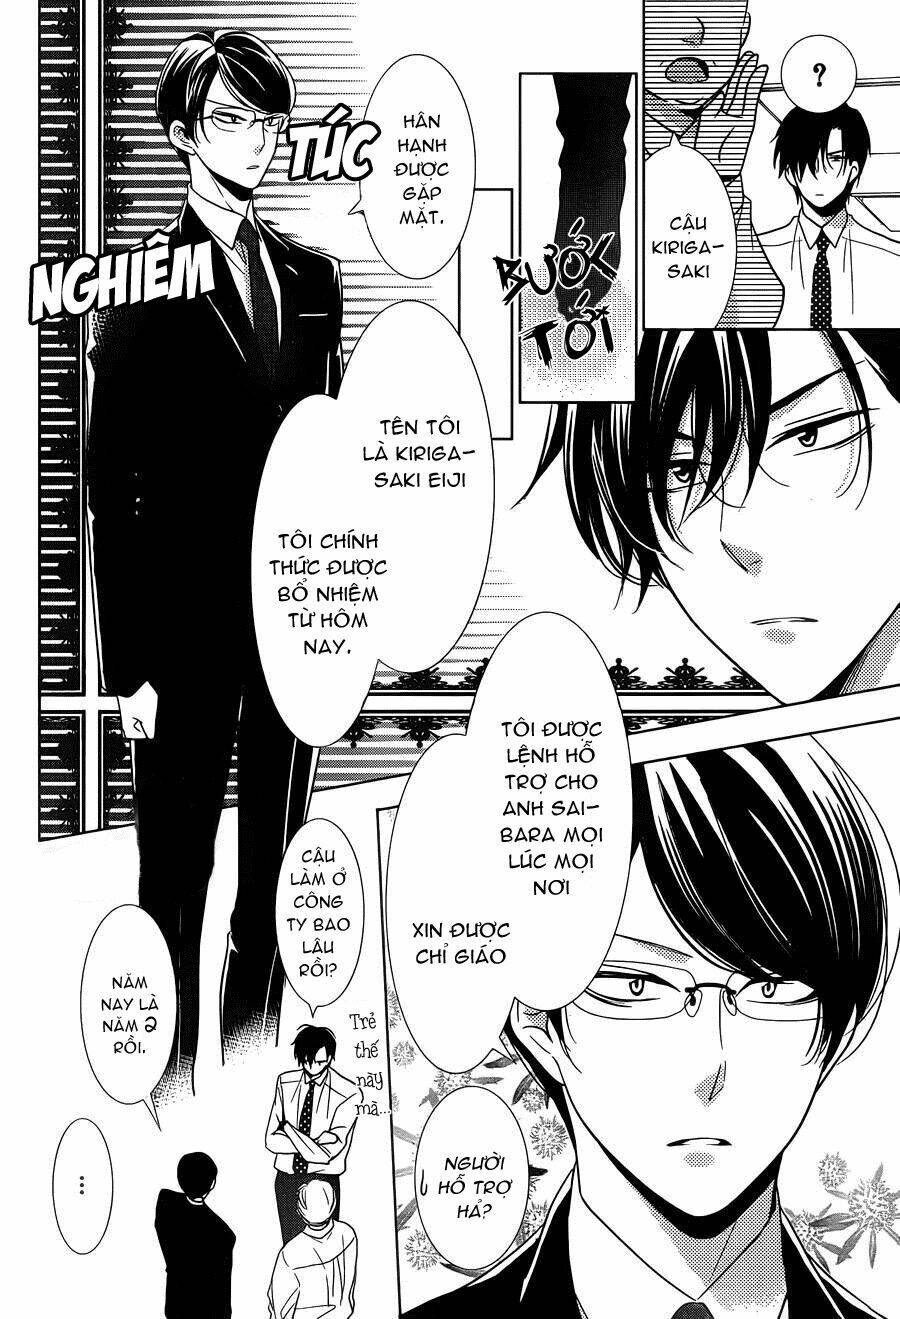 ?
CẬU
KIRIGA-
SAKI
BƯỚC
TỚI
HÂN
HẠNH
ĐƯỢC
GẶP
MẶT.
TÚC
NGHIÊM
TÊN TÔI
LÀ KIRIGA-
SAKI EIJI
TÔI CHÍNH
THỨC ĐƯỢC
BỔ NHIỆM
TỪ HÔM
NAY.
TÔI ĐƯỢC
LỆNH HỖ
TRỢ CHO
ANH SAI-
BARA MỌI
LÚC MỌI
NƠI
XIN ĐƯỢC
CHỈ GIÁO
NGƯỜI
HỖ TRỢ
HẢ?
CẬU
LÀM Ở
CÔNG
TY BAO
LÂU
RỒI?
Trẻ
thế
này
mà...
NĂM
NAY LÀ
NĂM 2
RỒI.
...